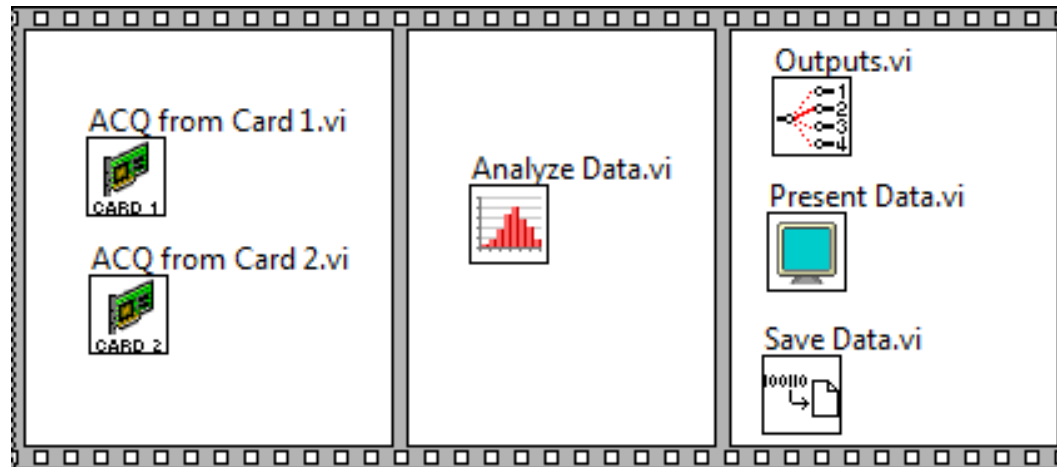 ACQ from Card 1.vi
CARD 1
ACQ from Card 2.vi
CARD 2
Analyze Data.vi
Outputs.vi
1
2
3
4
Present Data.vi
Save Data.vi
100110